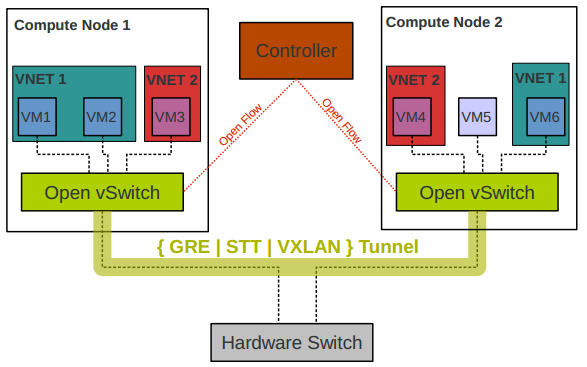 Compute Node 1
VNET 1
VNET 2
VM1
VM2
VM3
Open vSwitch
Controller
Open Flow
Open Flow
Compute Node 2
VNET 2
VNET 1
VM4
VM5
VM6
Open vSwitch
{ GRE | STT | VXLAN } Tunnel
Hardware Switch